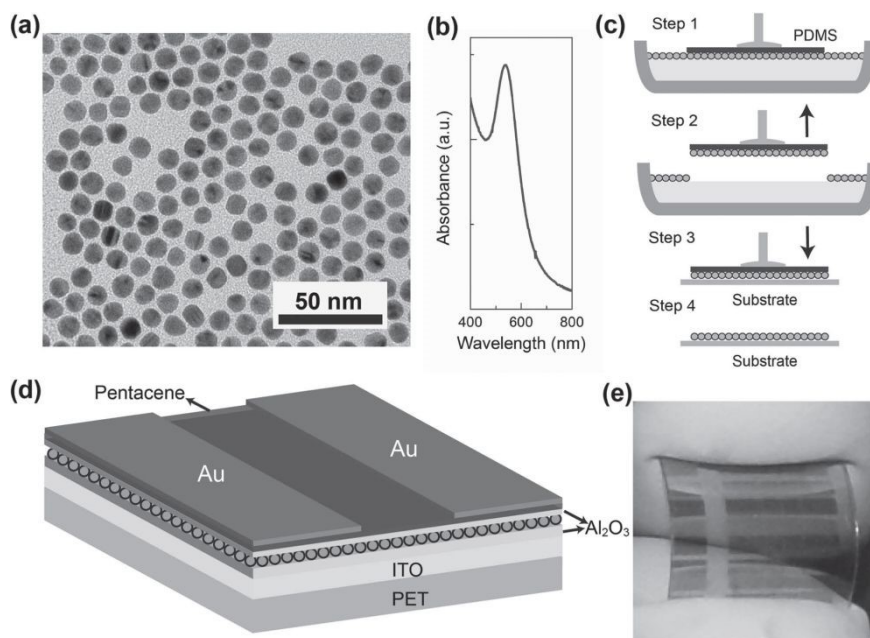 (a)
50 nm
(b)
Absorbance (a.u.)
400 600 800
Wavelength (nm)
(c)
Step 1
PDMS
Step 2
Step 3
Substrate
Step 4
Substrate
(d)
Pentacene
Au
Au
Al₂O₃
ITO
PET
(e)